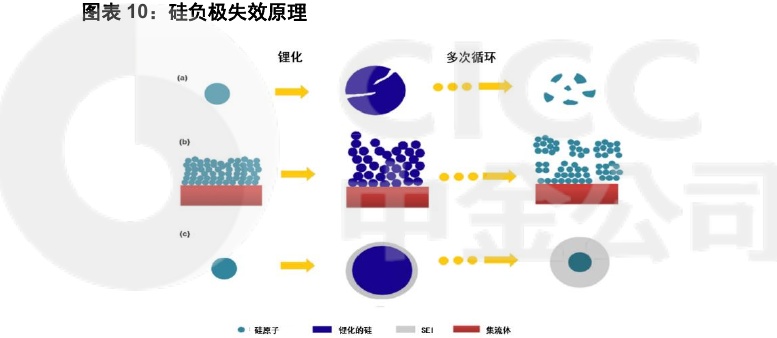 图表 10：硅负极失效原理
锂化
多次循环
(a)
(b)
(c)
硅原子
锂化的硅
SEI
集流体
CICC
中金公司